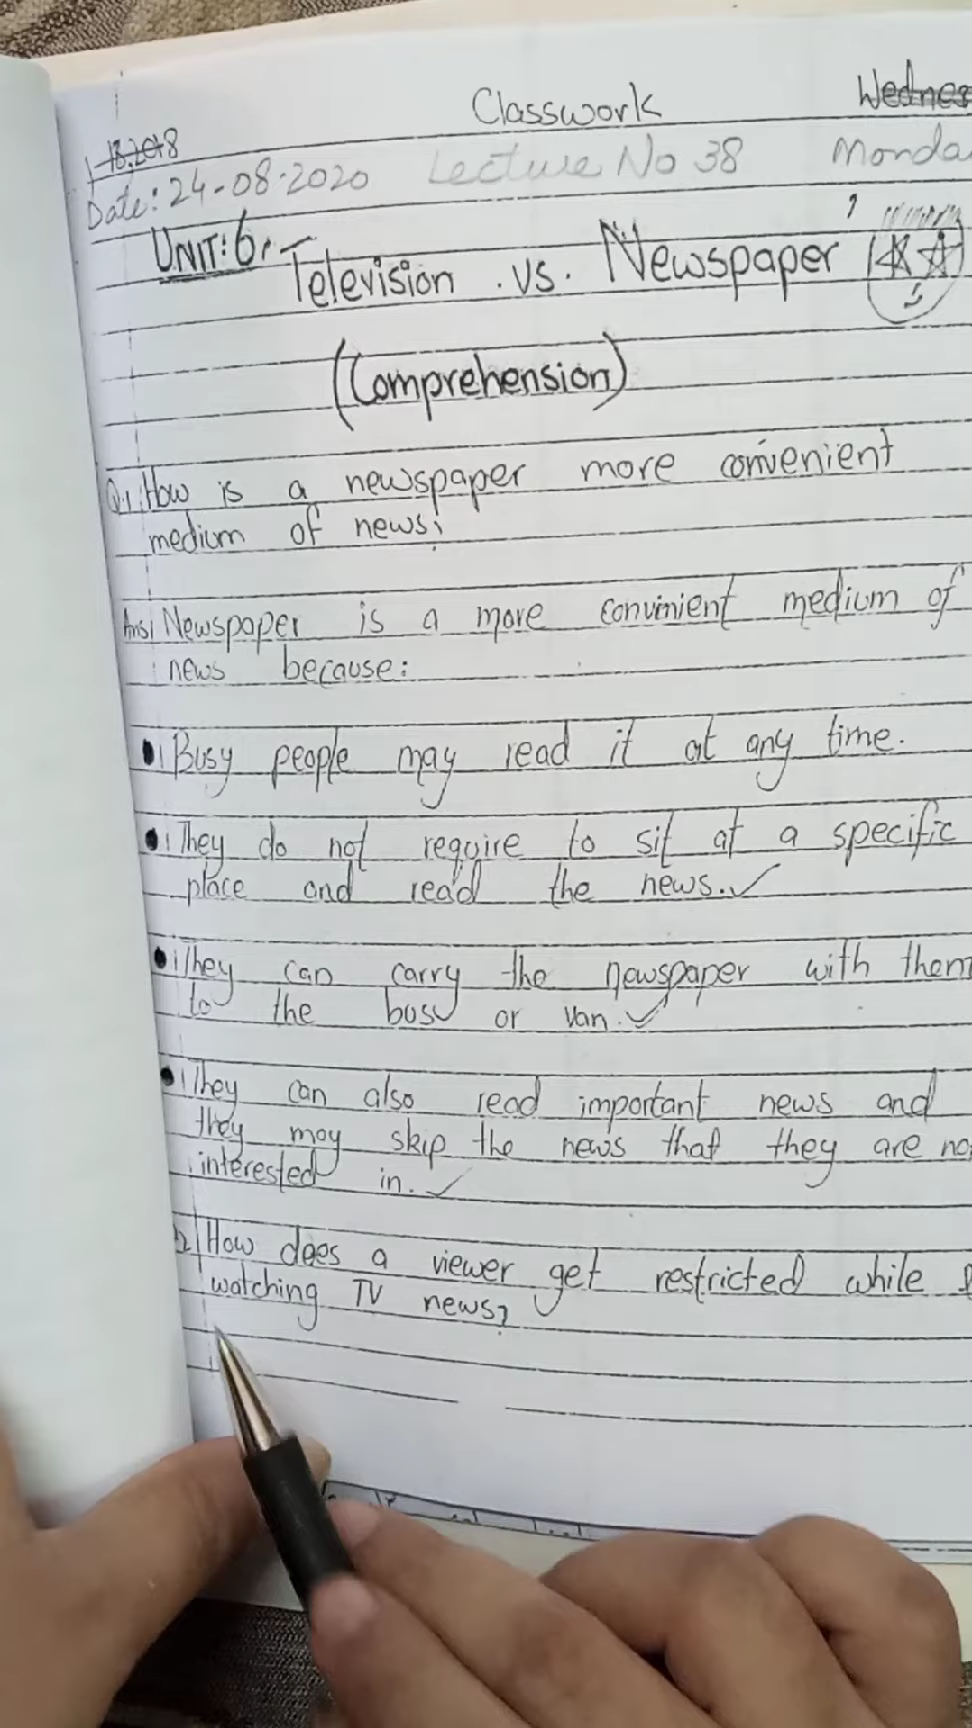 Classwork
Wednes
18.2018
Date: 24-08-2020 Lecture No 38 Monda
UNIT: 6:- Television vs. Newspaper
(Comprehension)
Q.1 How is a newspaper more convenient
medium of news?
Ans Newspaper is a more convinient medium of
news because:
• Busy people may read it at any time.
• They do not require to sit at a specific
place and read the news.
• They can carry the newspaper with them
to the bus or van.
• They can also read important news and
they may skip the news that they are no
interested in.
2 How does a viewer get restricted while
watching TV news?